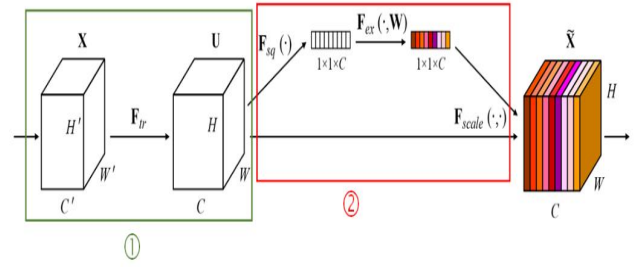 X
U
F_sq (·)
F_ex (·,W)
X̃
1×1×C
1×1×C
H'
F_tr
H
F_scale (·,·)
H
W'
W
W
C'
C
C
①
②